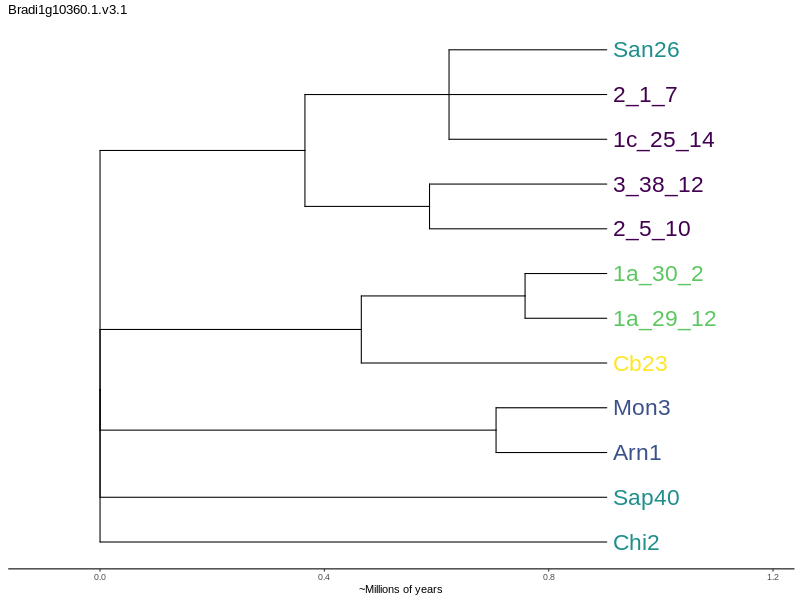 Bradi1g10360.1.v3.1
San26
2_1_7
1c_25_14
3_38_12
2_5_10
1a_30_2
1a_29_12
Cb23
Mon3
Arn1
Sap40
Chi2
0.0 0.4 0.8 1.2
~Millions of years